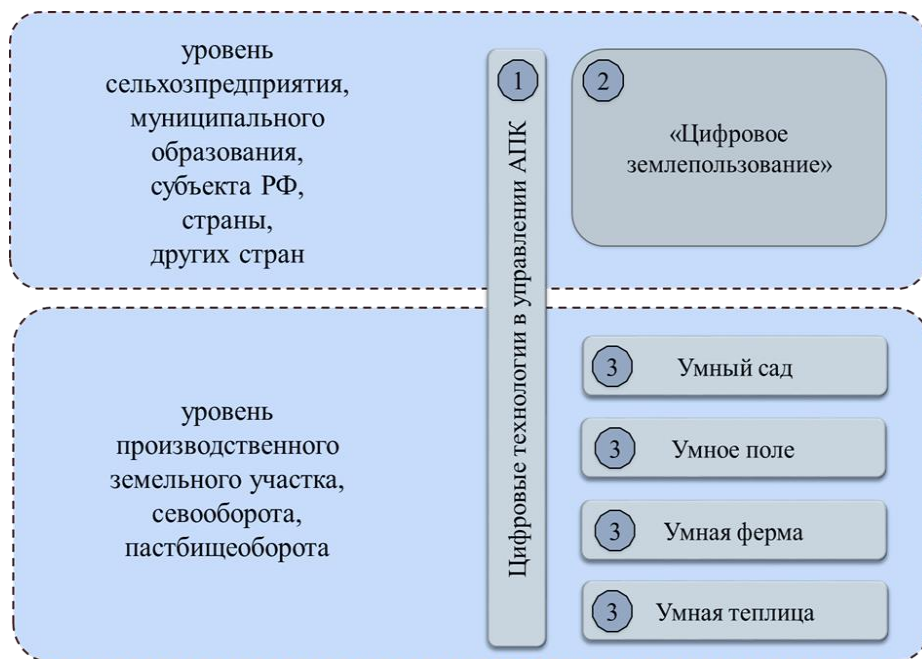 уровень
сельхозпредприятия,
муниципального
образования,
субъекта РФ,
страны,
других стран
1
Цифровые технологии в управлении АПК
2
«Цифровое
землепользование»
уровень
производственного
земельного участка,
севооборота,
пастбищеоборота
3 Умный сад
3 Умное поле
3 Умная ферма
3 Умная теплица